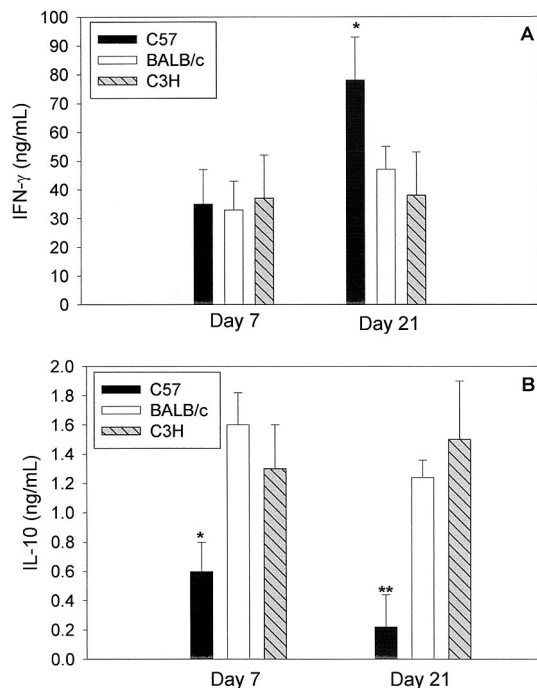 A
C57
BALB/c
C3H
*
IFN-γ (ng/mL)
100
90
80
70
60
50
40
30
20
10
0
Day 7
Day 21
B
C57
BALB/c
C3H
*
**
IL-10 (ng/mL)
2.0
1.8
1.6
1.4
1.2
1.0
0.8
0.6
0.4
0.2
0.0
Day 7
Day 21